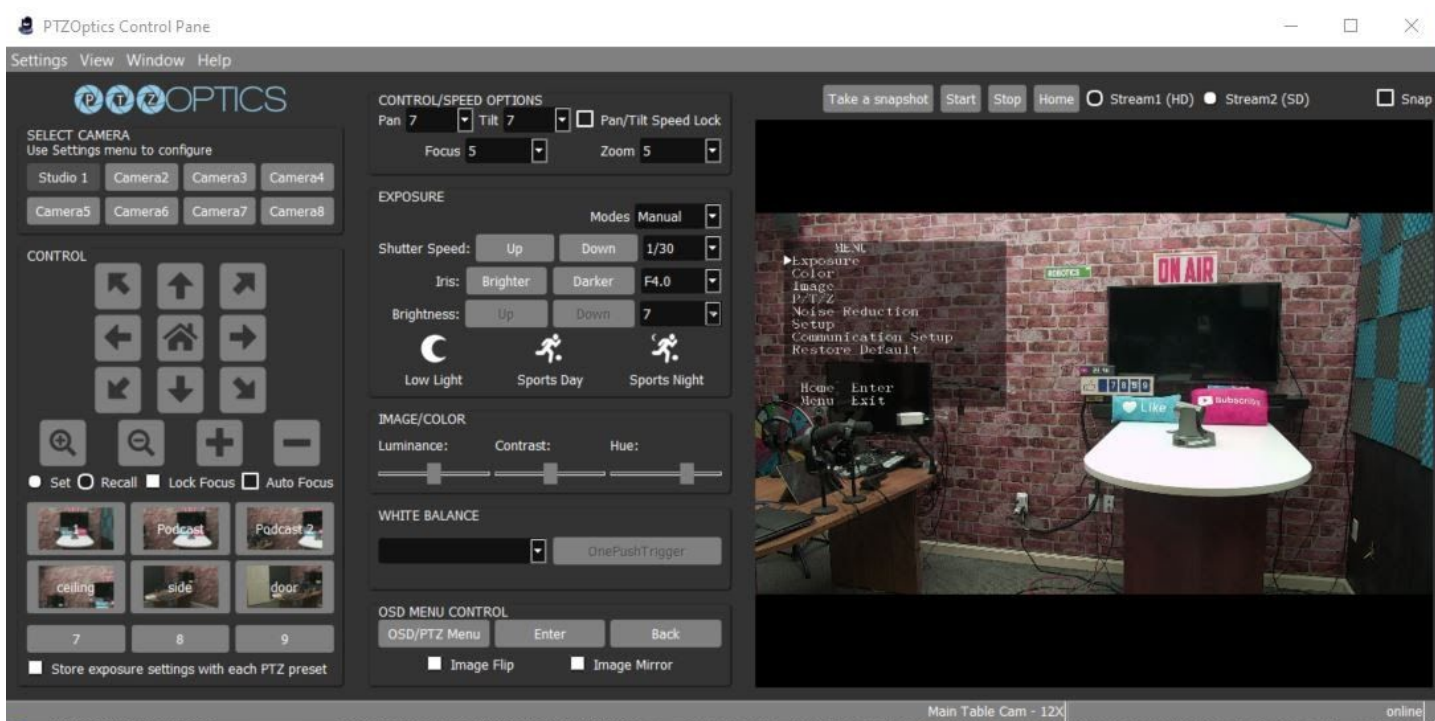 PTZOptics Control Pane
Settings View Window Help
PTZOPTICS
SELECT CAMERA
Use Settings menu to configure
Studio 1 Camera2 Camera3 Camera4
Camera5 Camera6 Camera7 Camera8
CONTROL
Set Recall Lock Focus Auto Focus
1 Podcast Podcast 2
ceiling side door
7 8 9
Store exposure settings with each PTZ preset
CONTROL/SPEED OPTIONS
Pan 7 Tilt 7 Pan/Tilt Speed Lock
Focus 5 Zoom 5
EXPOSURE
Modes Manual
Shutter Speed: Up Down 1/30
Iris: Brighter Darker F4.0
Brightness: Up Down 7
Low Light Sports Day Sports Night
IMAGE/COLOR
Luminance: Contrast: Hue:
WHITE BALANCE
OnePushTrigger
OSD MENU CONTROL
OSD/PTZ Menu Enter Back
Image Flip Image Mirror
Take a snapshot Start Stop Home Stream1 (HD) Stream2 (SD) Snap
MENU
Exposure
Color
Image
P/T/Z
Noise Reduction
Setup
Communication Setup
Restore Default
Home Enter
Menu Exit
ROBOTICS
ON AIR
Like
Subscribe
Main Table Cam - 12X online